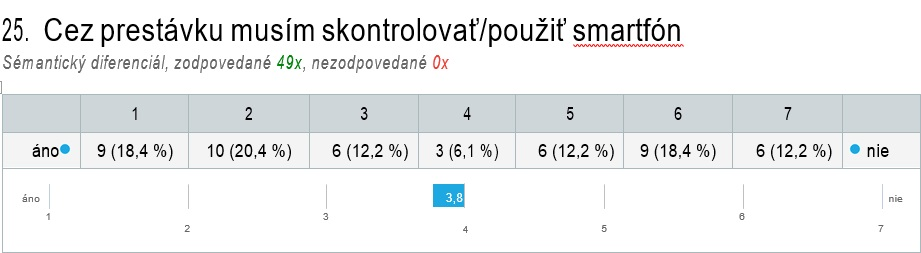 25. Cez prestávku musím skontrolovať/použiť smartfón
Sémantický diferenciál, zodpovedané 49x, nezodpovedané 0x
1 2 3 4 5 6 7
áno 9 (18,4 %) 10 (20,4 %) 6 (12,2 %) 3 (6,1 %) 6 (12,2 %) 9 (18,4 %) 6 (12,2 %) nie
áno 3,8 nie
1 3 6
2 4 5 7